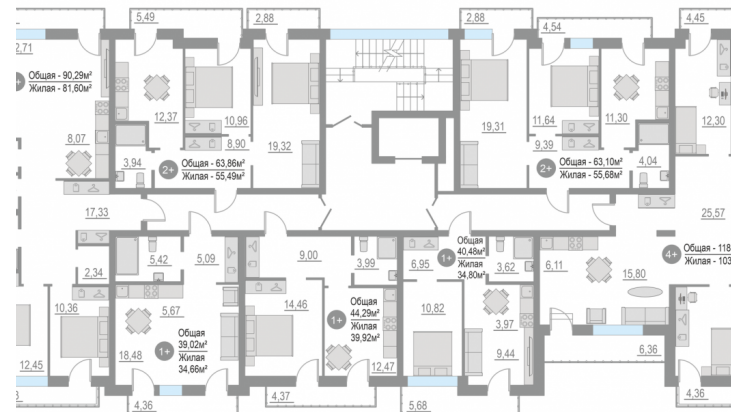 5,49
2,88
2,88
4,54
4,45
2,71
Общая - 90,29м²
Жилая - 81,60м²
12,37
10,96
19,32
19,31
11,64
11,30
12,30
8,07
3,94
8,90
2+
Общая - 63,86м²
Жилая - 55,49м²
9,39
2+
Общая - 63,10м²
Жилая - 55,68м²
4,04
17,33
25,57
5,42
5,09
9,00
3,99
6,95
1+
Общая
40,48м²
Жилая
34,80м²
3,62
6,11
15,80
4+
Общая - 118
Жилая - 103
2,34
10,36
5,67
14,46
1+
Общая
44,29м²
Жилая
39,92м²
10,82
3,97
1+
Общая
39,02м²
Жилая
34,66м²
18,48
12,45
12,47
9,44
6,36
4,36
4,37
5,68
4,36